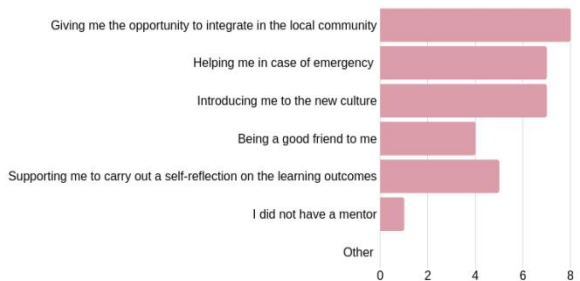 Giving me the opportunity to integrate in the local community
Helping me in case of emergency
Introducing me to the new culture
Being a good friend to me
Supporting me to carry out a self-reflection on the learning outcomes
I did not have a mentor
Other
0 2 4 6 8